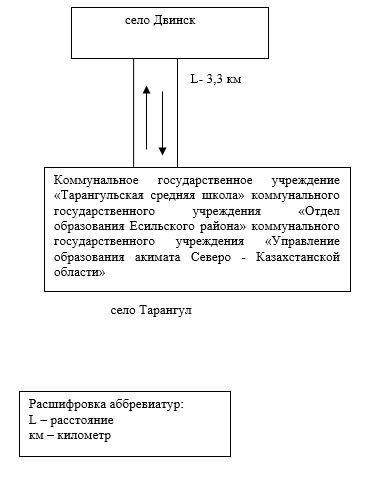 село Двинск
L- 3,3 км
Коммунальное государственное учреждение
«Тарангульская средняя школа» коммунального
государственного учреждения «Отдел
образования Есильского района» коммунального
государственного учреждения «Управление
образования акимата Северо - Казахстанской
области»
село Тарангул
Расшифровка аббревиатур:
L – расстояние
км – километр